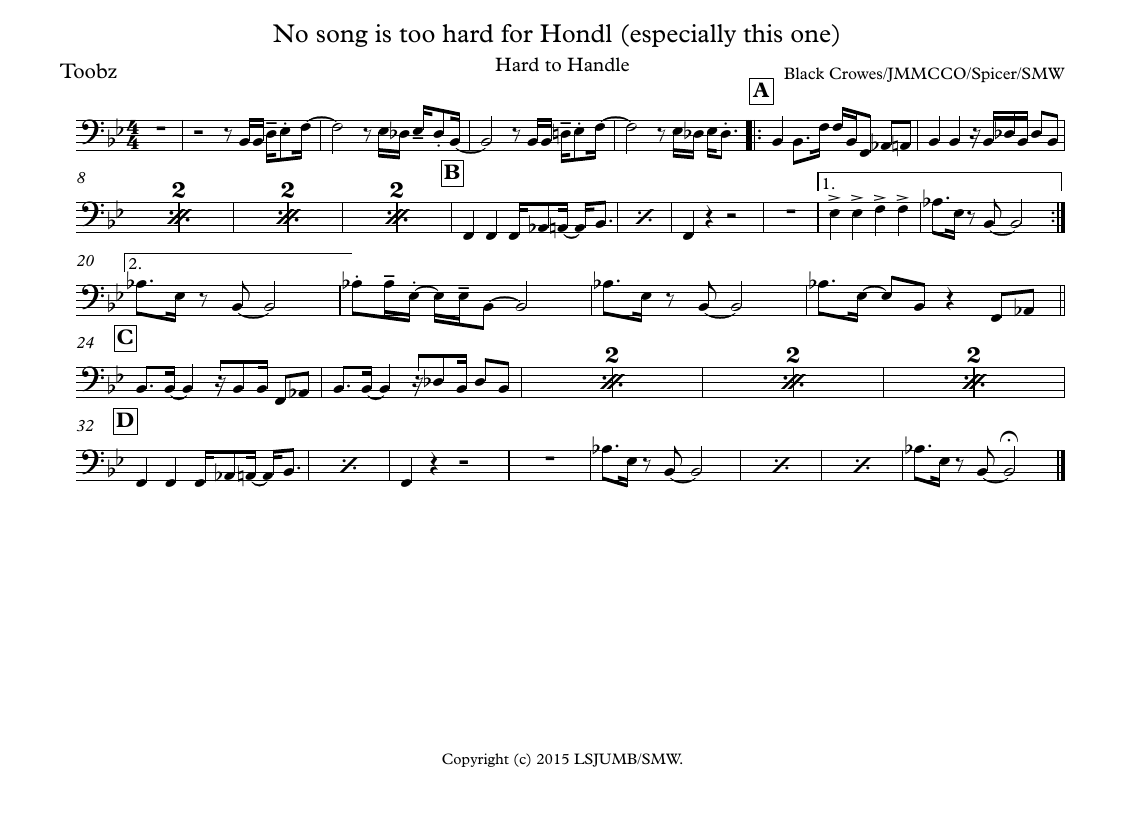 No song is too hard for Hondl (especially this one)
Hard to Handle
Toobz
Black Crowes/JMMCCO/Spicer/SMW
A
4
4
8
2
2
2
B
1.
20
2.
24
C
2
2
2
32
D
Copyright (c) 2015 LSJUMB/SMW.